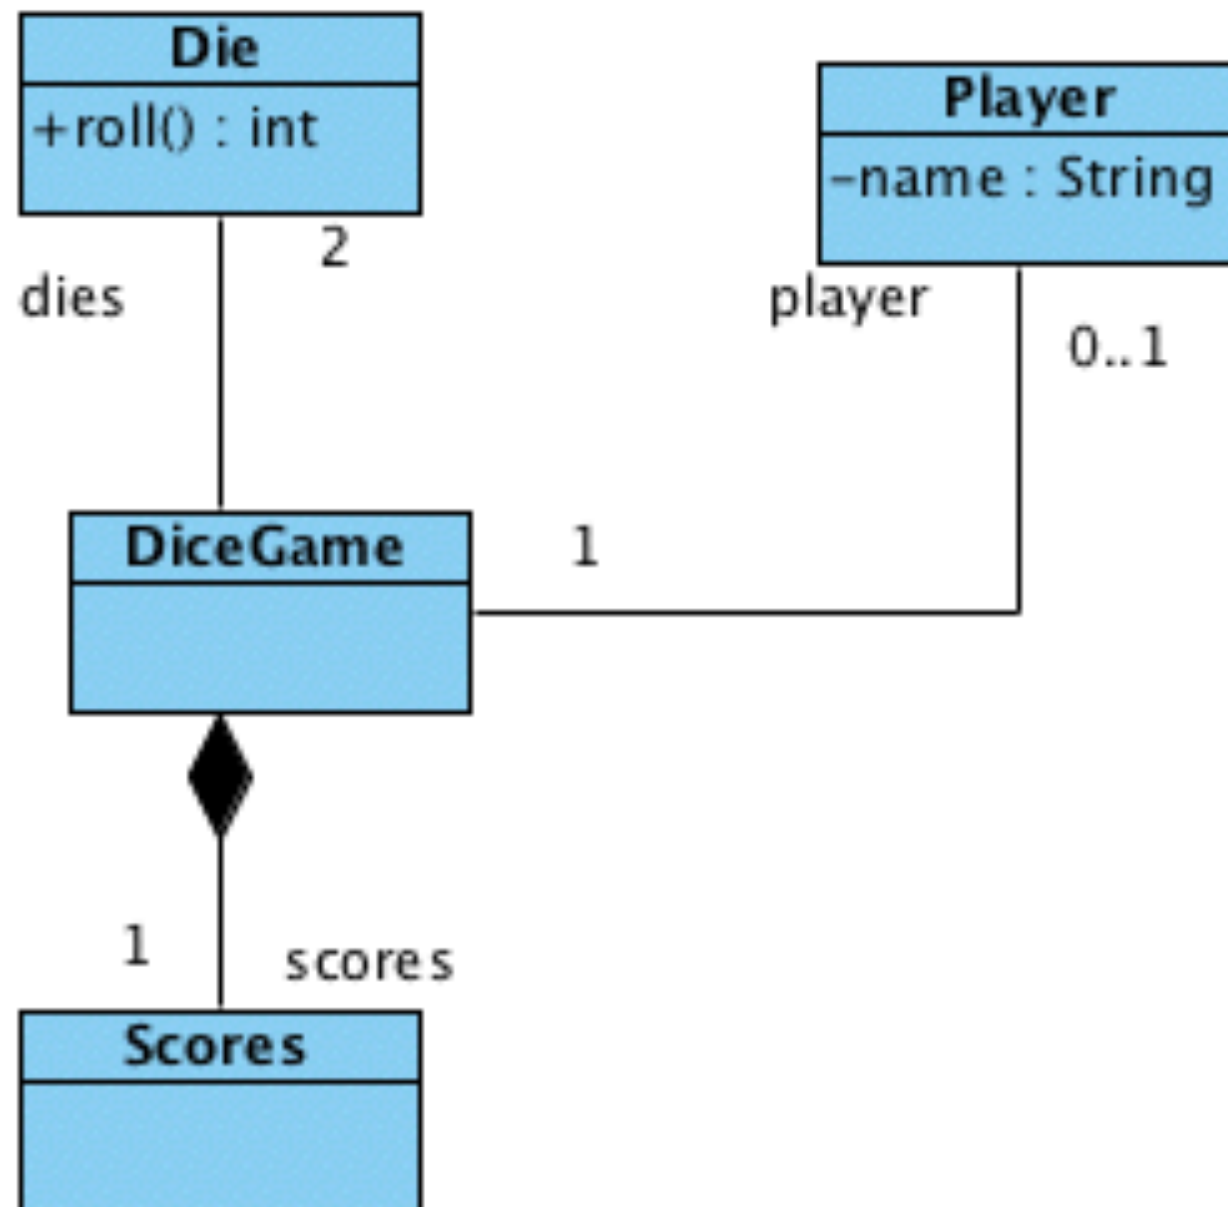 Die
+roll() : int
2
dies
Player
-name : String
player
0..1
DiceGame
1
1
scores
Scores